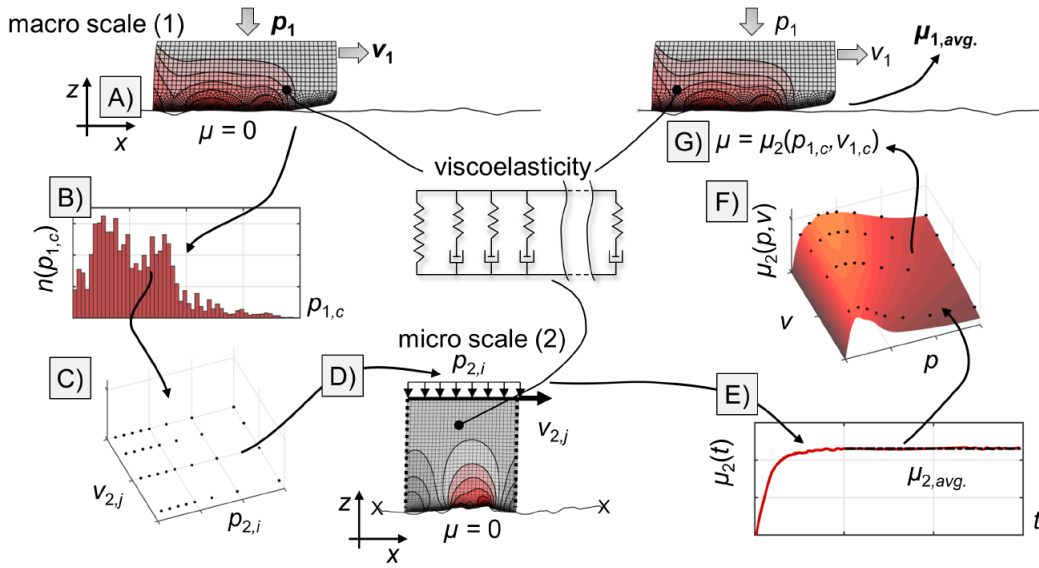 macro scale (1)
p₁
v₁
A)
z
x
μ = 0
p₁
v₁
μ₁,avg.
G)
μ = μ₂(p₁,c,v₁,c)
viscoelasticity
B)
n(p₁,c)
p₁,c
F)
μ₂(p,v)
v
p
C)
v₂,j
p₂,i
D)
micro scale (2)
p₂,i
v₂,j
z
x
X
X
μ = 0
E)
μ₂(t)
μ₂,avg.
t